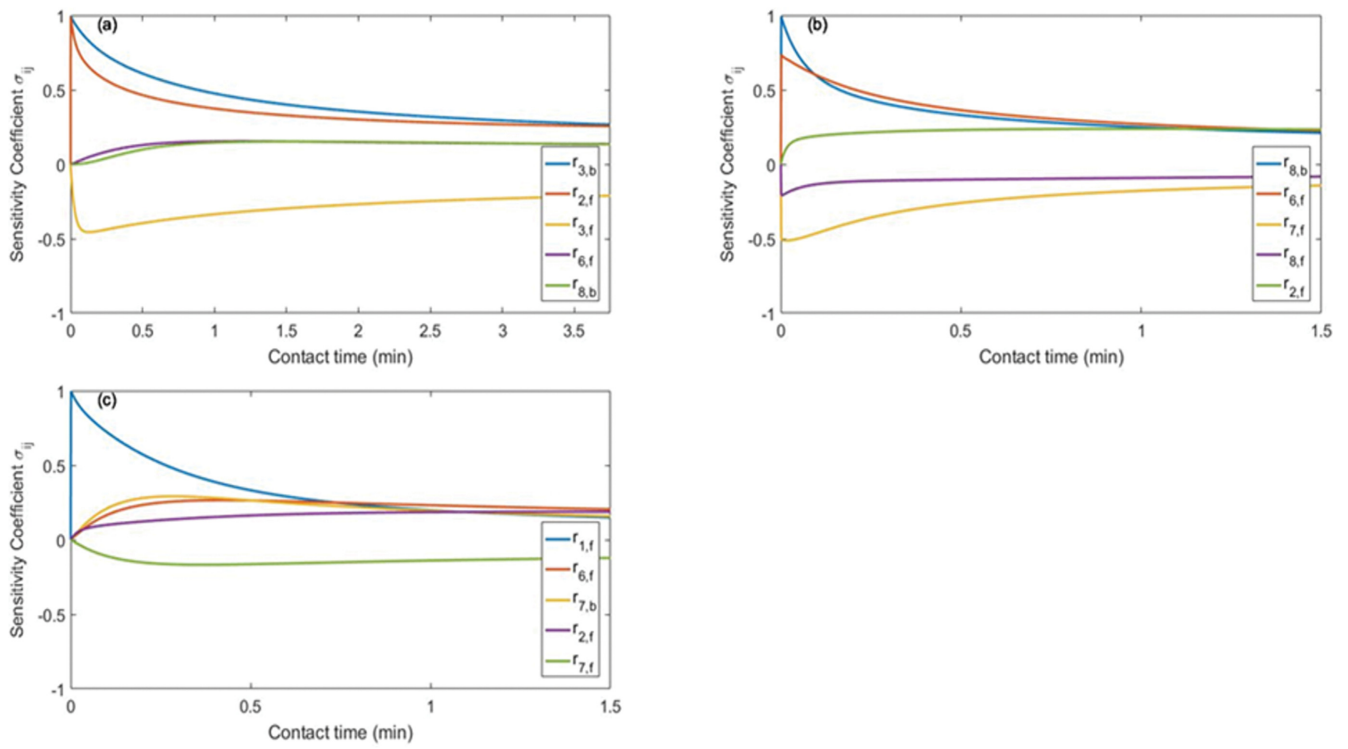 (a)
Sensitivity Coefficient σij
1
0.5
0
-0.5
-1
r3,b
r2,f
r3,f
r6,f
r8,b
0 0.5 1 1.5 2 2.5 3 3.5
Contact time (min)
(b)
Sensitivity Coefficient σij
1
0.5
0
-0.5
-1
r8,b
r6,f
r7,f
r8,f
r2,f
0 0.5 1 1.5
Contact time (min)
(c)
Sensitivity Coefficient σij
1
0.5
0
-0.5
-1
r1,f
r6,f
r7,b
r2,f
r7,f
0 0.5 1 1.5
Contact time (min)